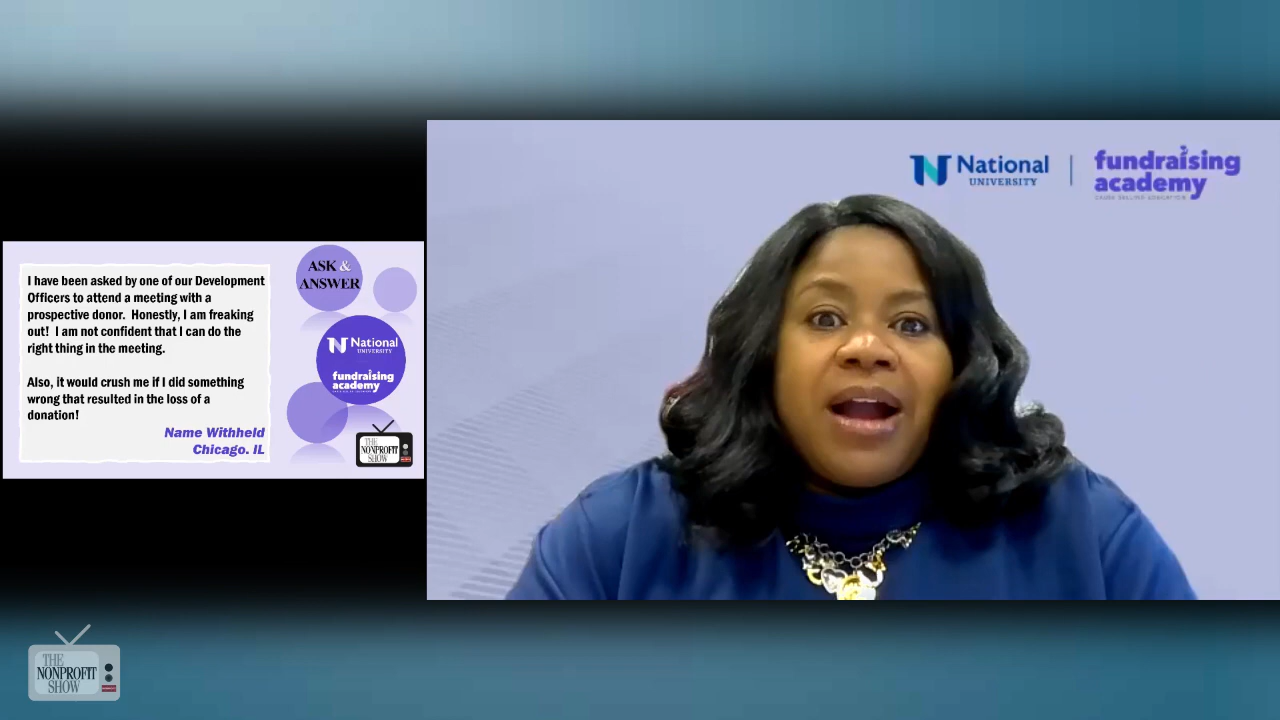 I have been asked by one of our Development
Officers to attend a meeting with a
prospective donor. Honestly, I am freaking
out! I am not confident that I can do the
right thing in the meeting.
Also, it would crush me if I did something
wrong that resulted in the loss of a
donation!
Name Withheld
Chicago. IL
ASK &
ANSWER
National
UNIVERSITY
fundraising
academy
THE
NONPROFIT
SHOW
National
UNIVERSITY
fundraising
academy
CAUSE SELLING EDUCATION
THE
NONPROFIT
SHOW